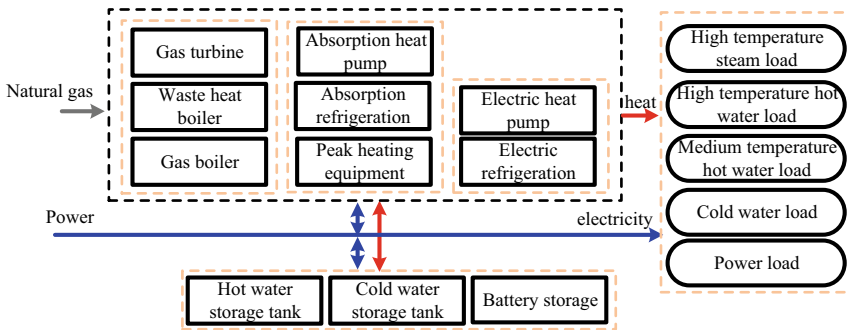 Natural gas
Gas turbine
Waste heat
boiler
Gas boiler
Absorption heat
pump
Absorption
refrigeration
Peak heating
equipment
Electric heat
pump
Electric
refrigeration
heat
High temperature
steam load
High temperature hot
water load
Medium temperature
hot water load
Cold water load
Power load
Power
electricity
Hot water
storage tank
Cold water
storage tank
Battery storage